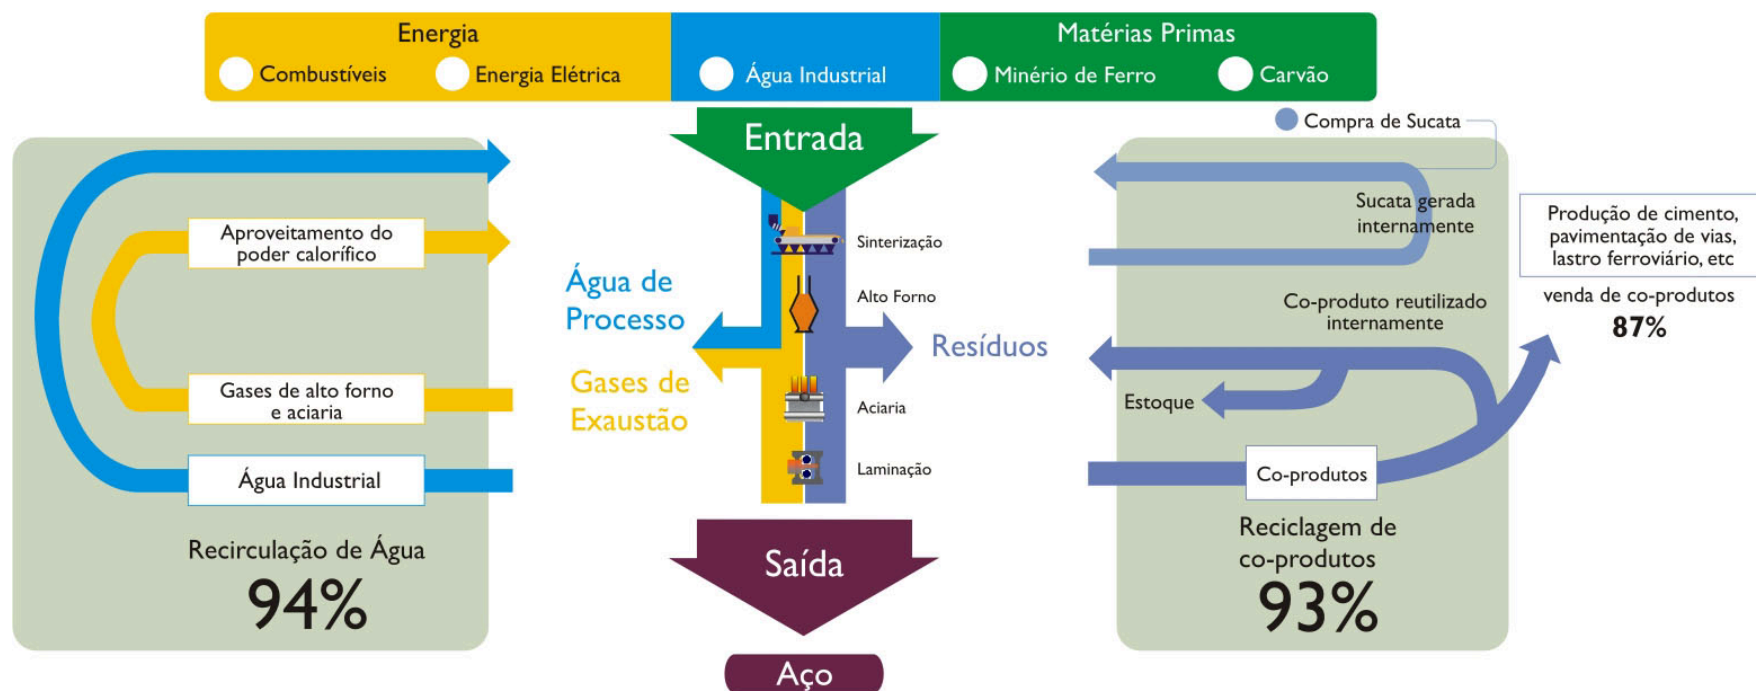 Energia
Combustíveis
Energia Elétrica
Água Industrial
Matérias Primas
Minério de Ferro
Carvão
Entrada
Compra de Sucata
Aproveitamento do
poder calorífico
Gases de alto forno
e aciaria
Água Industrial
Recirculação de Água
94%
Água de
Processo
Gases de
Exaustão
Sinterização
Alto Forno
Resíduos
Aciaria
Laminação
Saída
Aço
Sucata gerada
internamente
Co-produto reutilizado
internamente
Estoque
Co-produtos
Reciclagem de
co-produtos
93%
Produção de cimento,
pavimentação de vias,
lastro ferroviário, etc
venda de co-produtos
87%